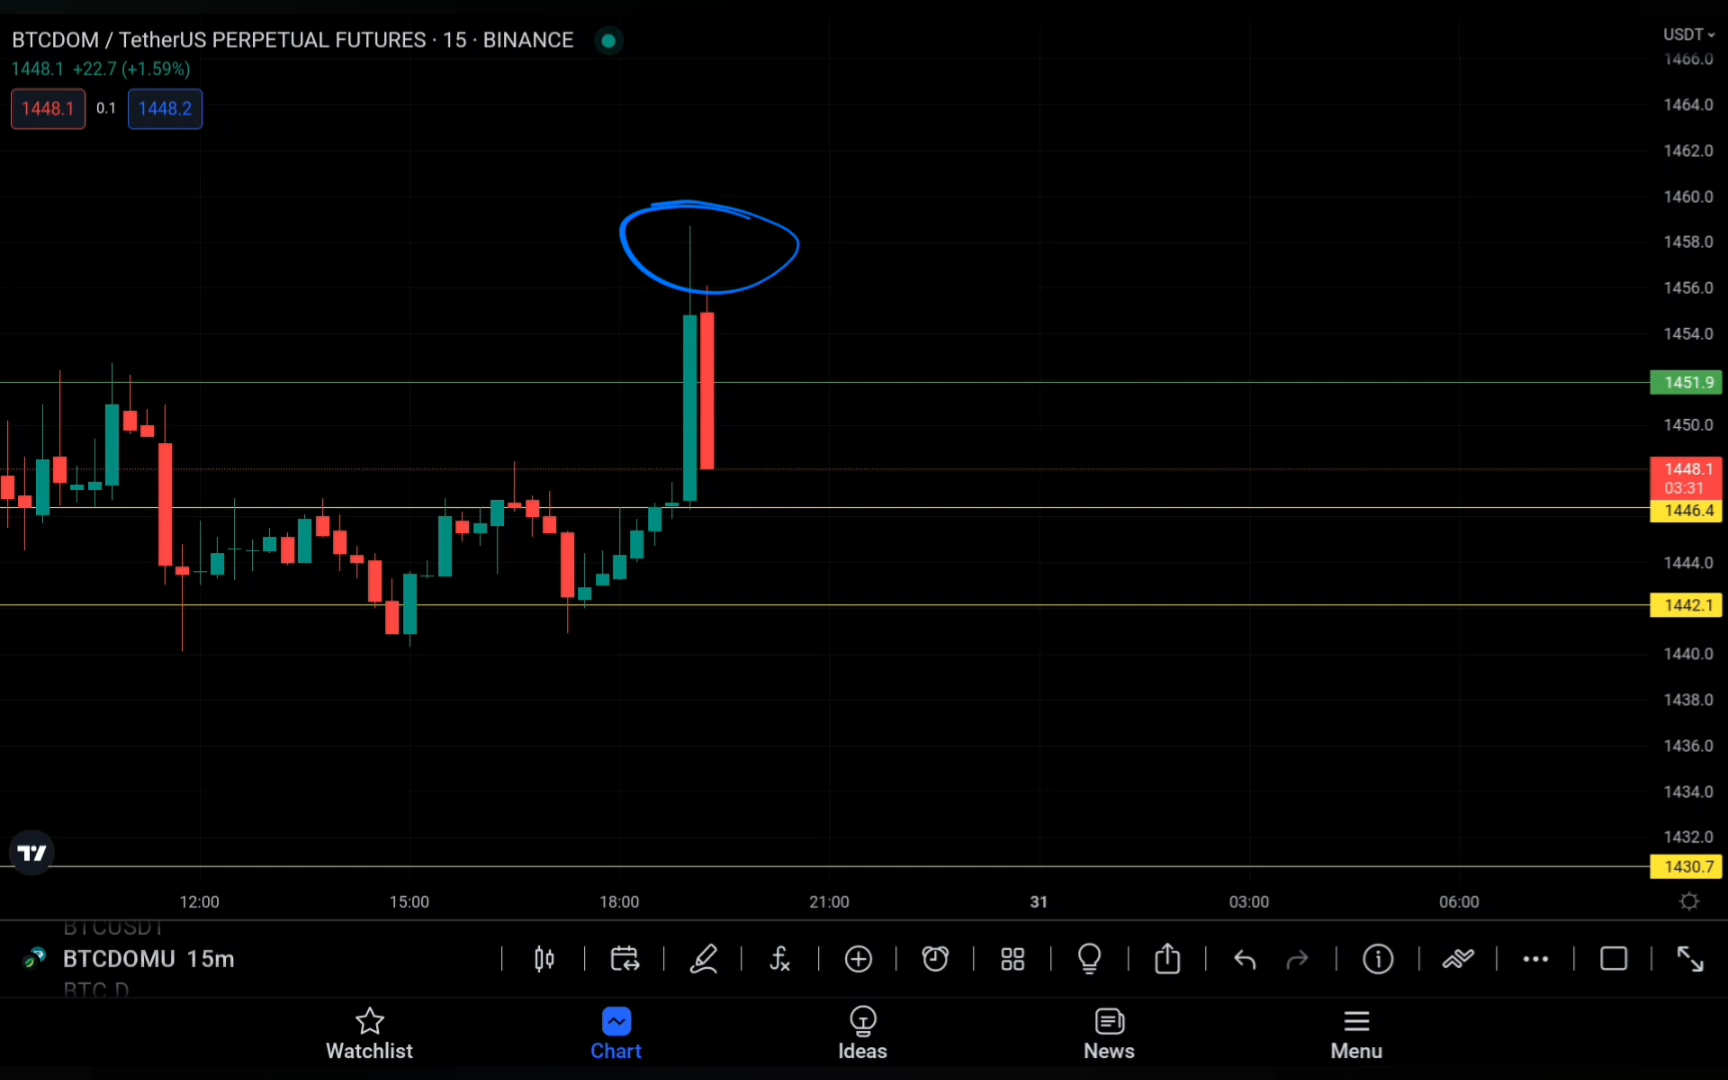 BTCDOM / TetherUS PERPETUAL FUTURES · 15 · BINANCE
USDT
1448.1 +22.7 (+1.59%)
1448.1 0.1 1448.2
1466.0
1464.0
1462.0
1460.0
1458.0
1456.0
1454.0
1451.9
1450.0
1448.1
03:31
1446.4
1444.0
1442.1
1440.0
1438.0
1436.0
1434.0
1432.0
1430.7
12:00 15:00 18:00 21:00 31 03:00 06:00
BTCUSDT
BTCDOMU 15m
BTC.D
Watchlist Chart Ideas News Menu